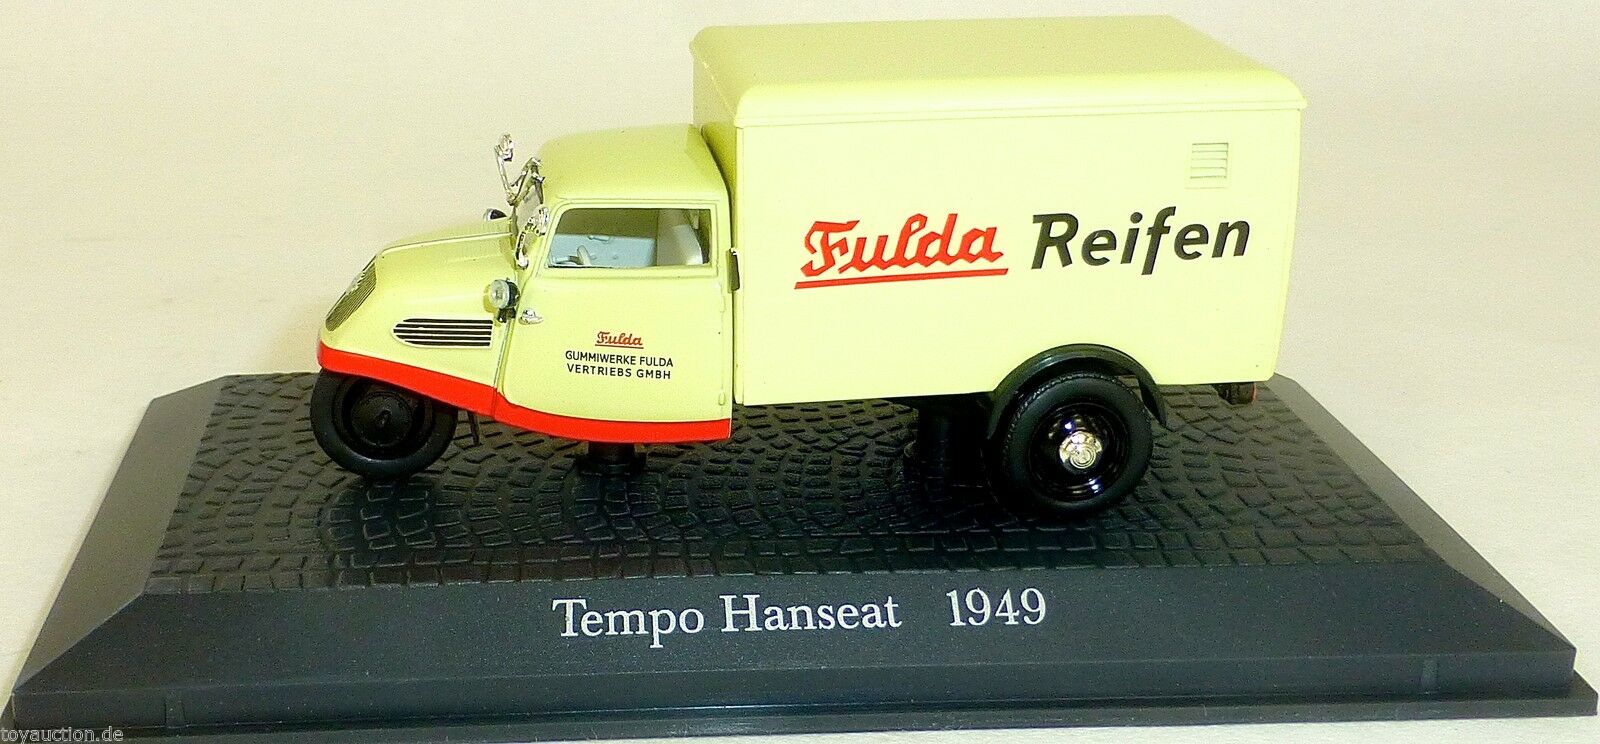 Fulda Reifen
Fulda
GUMMIWERKE FULDA
VERTRIEBS GMBH
Tempo Hanseat 1949
toyauction.de